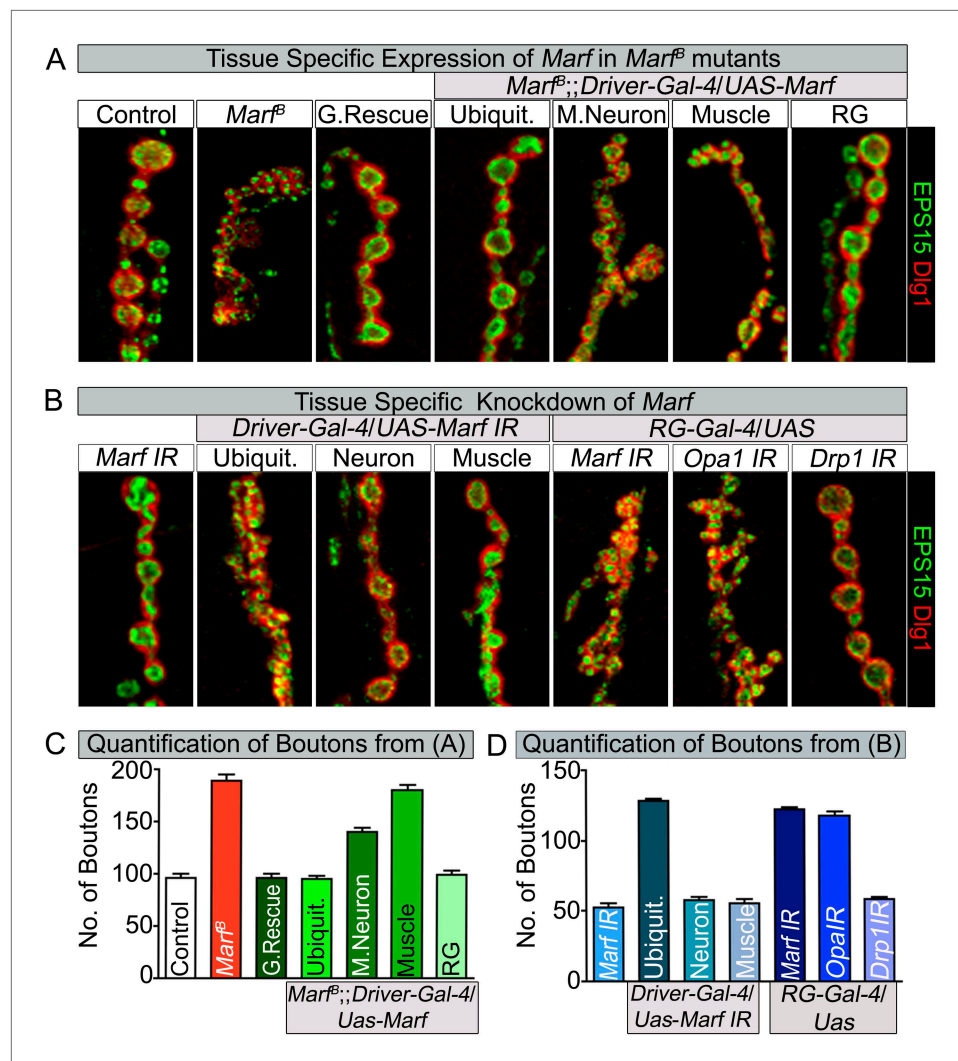 A
Tissue Specific Expression of Marf in Marfᴮ mutants
Marfᴮ;;Driver-Gal-4/UAS-Marf
Control Marfᴮ G.Rescue Ubiquit. M.Neuron Muscle RG
EPS15 Dlg1
B
Tissue Specific Knockdown of Marf
Driver-Gal-4/UAS-Marf IR RG-Gal-4/UAS
Marf IR Ubiquit. Neuron Muscle Marf IR Opa1 IR Drp1 IR
EPS15 Dlg1
C Quantification of Boutons from (A)
No. of Boutons
200
150
100
50
0
Control
Marfᴮ
G.Rescue
Ubiquit.
M.Neuron
Muscle
RG
Marfᴮ;;Driver-Gal-4/
Uas-Marf
D Quantification of Boutons from (B)
No. of Boutons
150
100
50
0
Marf IR
Ubiquit.
Neuron
Muscle
Marf IR
OpaIR
Drp1IR
Driver-Gal-4/
Uas-Marf IR
RG-Gal-4/
Uas